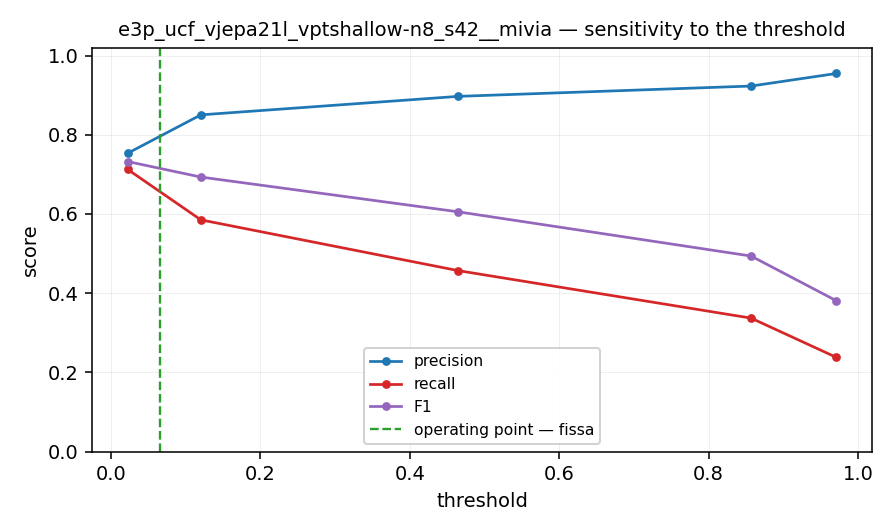 e3p_ucf_vjepa21l_vptshallow-n8_s42__mivia — sensitivity to the threshold
1.0
0.8
0.6
0.4
0.2
0.0
score
precision
recall
F1
operating point — fissa
0.0 0.2 0.4 0.6 0.8 1.0
threshold